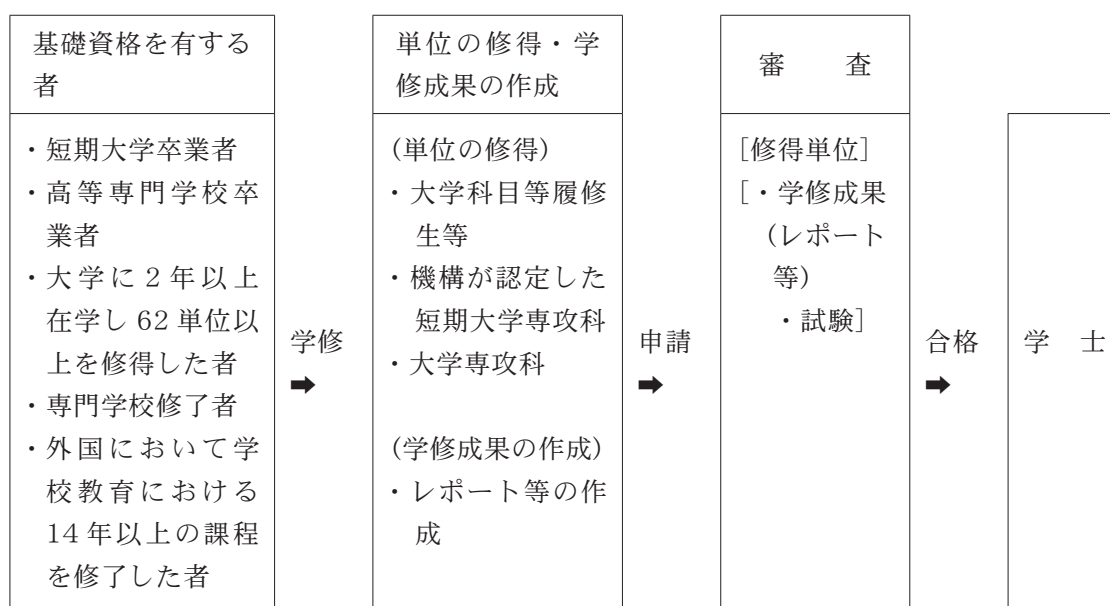 基礎資格を有する
者
・短期大学卒業者
・高等専門学校卒
業者
・大学に2年以上
在学し62単位以
上を修得した者
・専門学校修了者
・外国において学
校教育における
14年以上の課程
を修了した者
学修
➡
単位の修得・学
修成果の作成
(単位の修得)
・大学科目等履修
生等
・機構が認定した
短期大学専攻科
・大学専攻科
(学修成果の作成)
・レポート等の作
成
申請
➡
審　査
[修得単位]
[・学修成果
(レポート
等)
・試験]
合格
➡
学　士